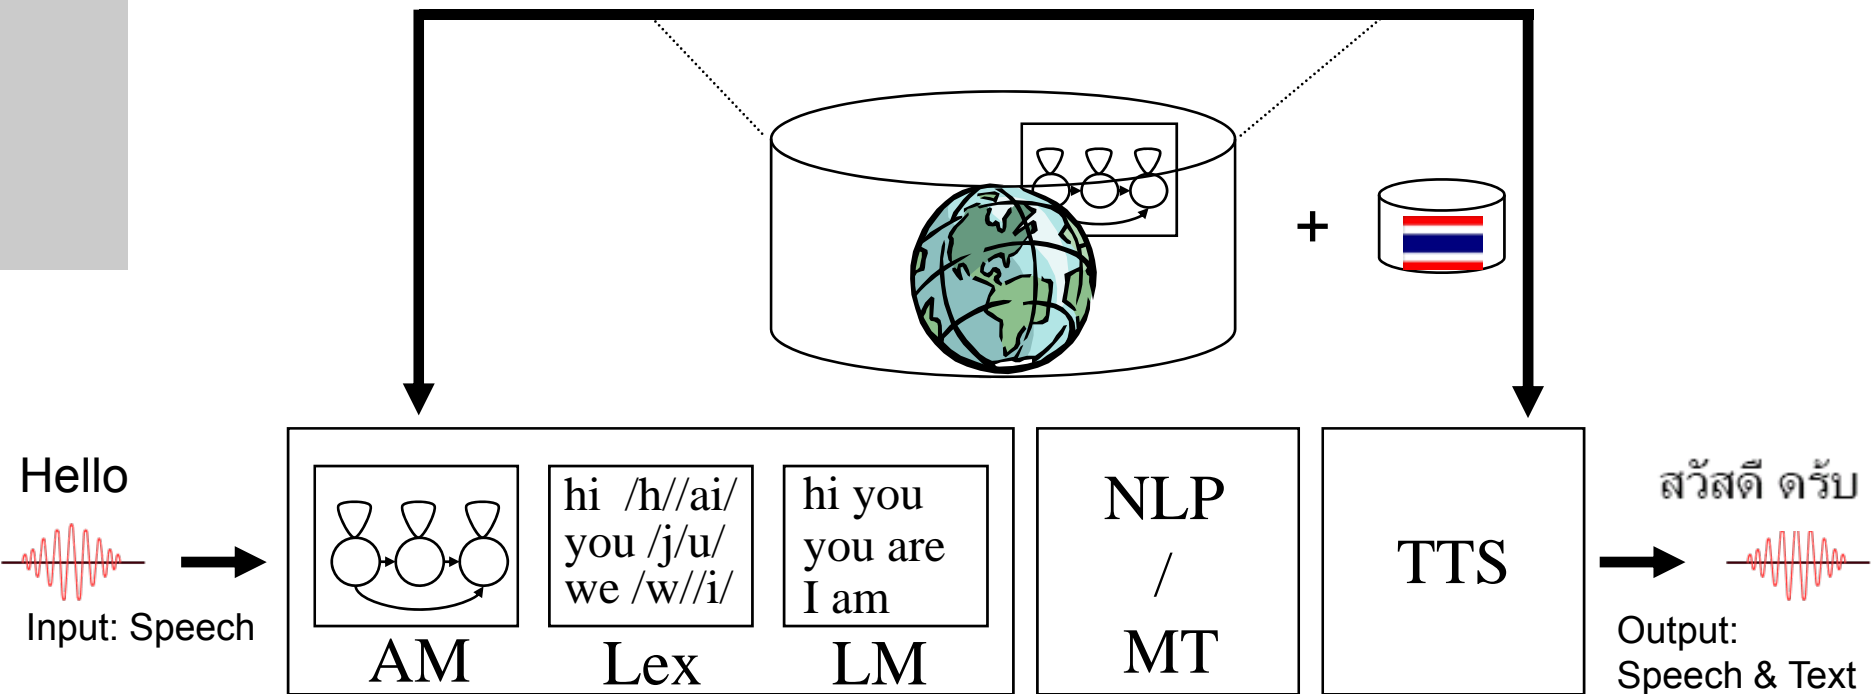 +
Hello
Input: Speech
hi /h//ai/
you /j/u/
we /w//i/
hi you
you are
I am
AM
Lex
LM
NLP
/
MT
TTS
สวัสดี ดรับ
Output:
Speech & Text